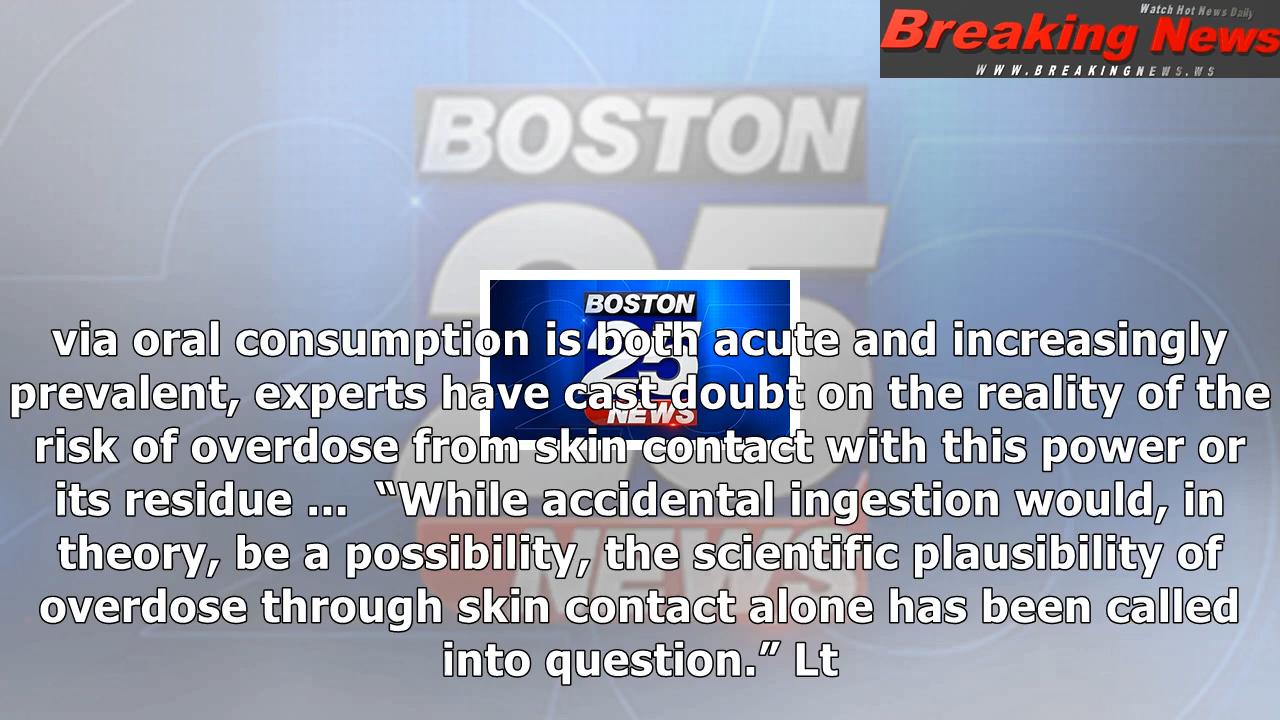 Watch Hot News Daily
Breaking News
WWW.BREAKINGNEWS.WS
BOSTON
25
NEWS
BOSTON
25
NEWS
via oral consumption is both acute and increasingly
prevalent, experts have cast doubt on the reality of the
risk of overdose from skin contact with this power or
its residue ... “While accidental ingestion would, in
theory, be a possibility, the scientific plausibility of
overdose through skin contact alone has been called
into question.” Lt